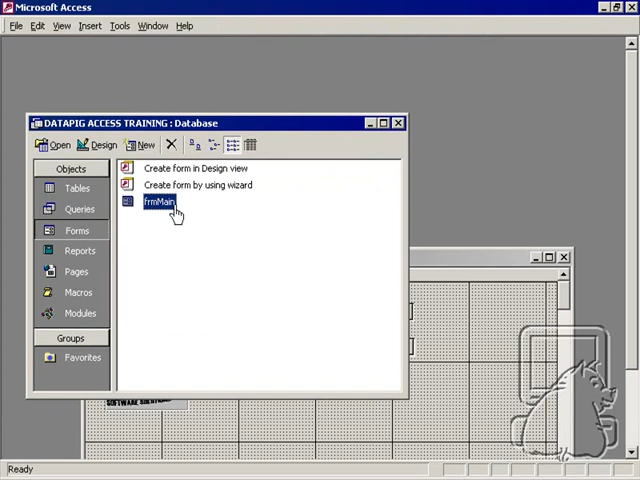 Microsoft Access
File Edit View Insert Tools Window Help
DATAPIG ACCESS TRAINING : Database
Open Design New
Objects
Tables
Queries
Forms
Reports
Pages
Macros
Modules
Groups
Favorites
Create form in Design view
Create form by using wizard
frmMain
SOFTWARE SOLUTIONS
Ready